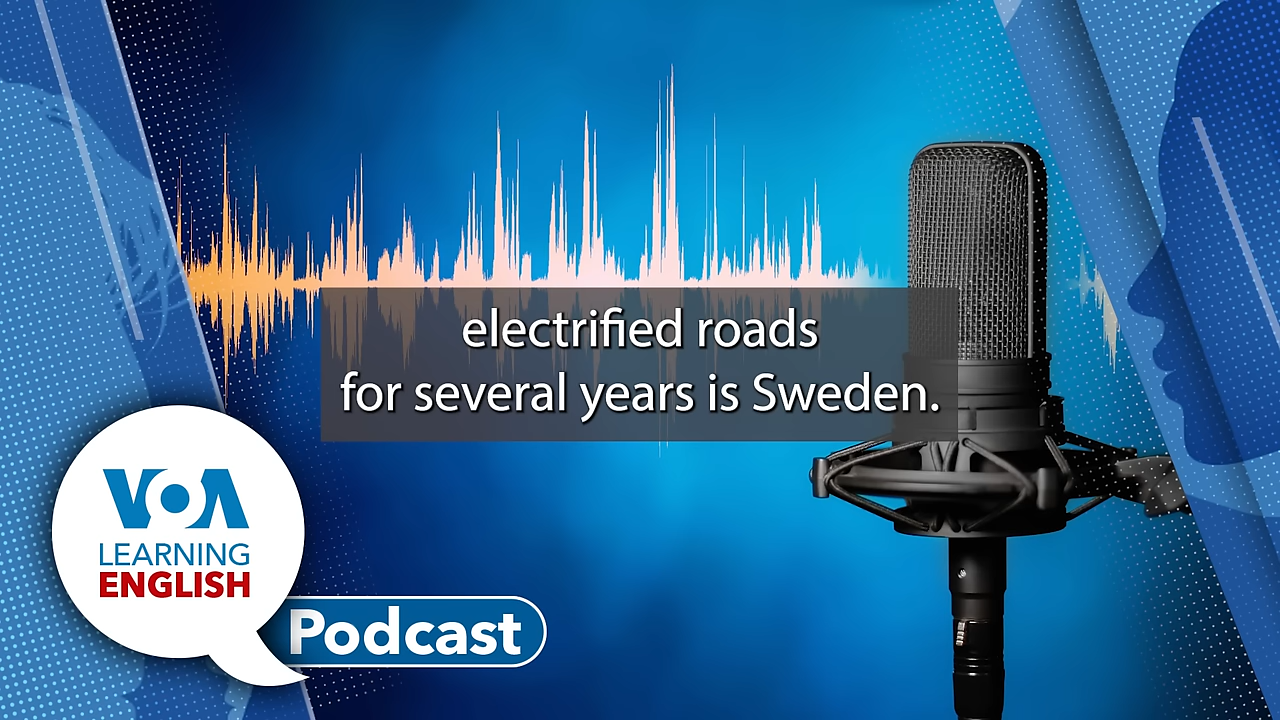 electrified roads
for several years is Sweden.
VOA
LEARNING
ENGLISH
Podcast